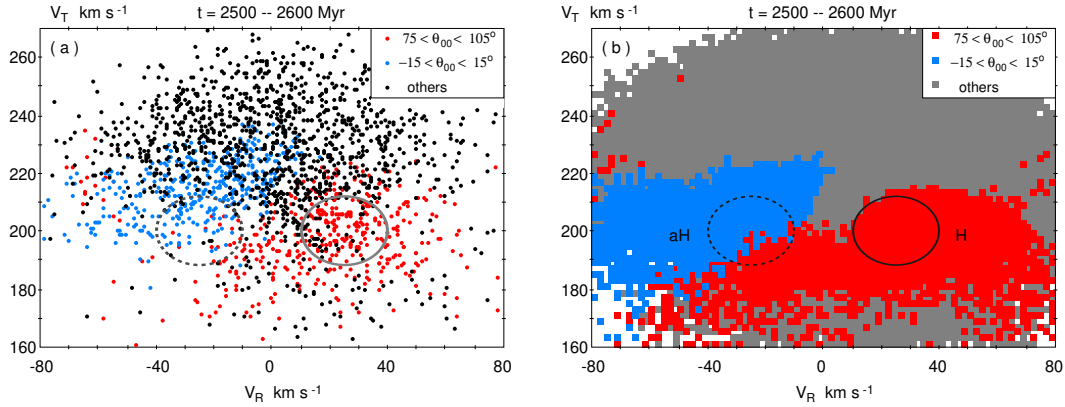 V_T km s⁻¹ t = 2500 -- 2600 Myr
( a )
75 < θ₀₀ < 105°
−15 < θ₀₀ < 15°
others
260
240
220
200
180
160
-80 -40 0 40 80
V_R km s⁻¹
V_T km s⁻¹ t = 2500 -- 2600 Myr
( b )
75 < θ₀₀ < 105°
−15 < θ₀₀ < 15°
others
260
240
220
200
180
160
aH H
-80 -40 0 40 80
V_R km s⁻¹